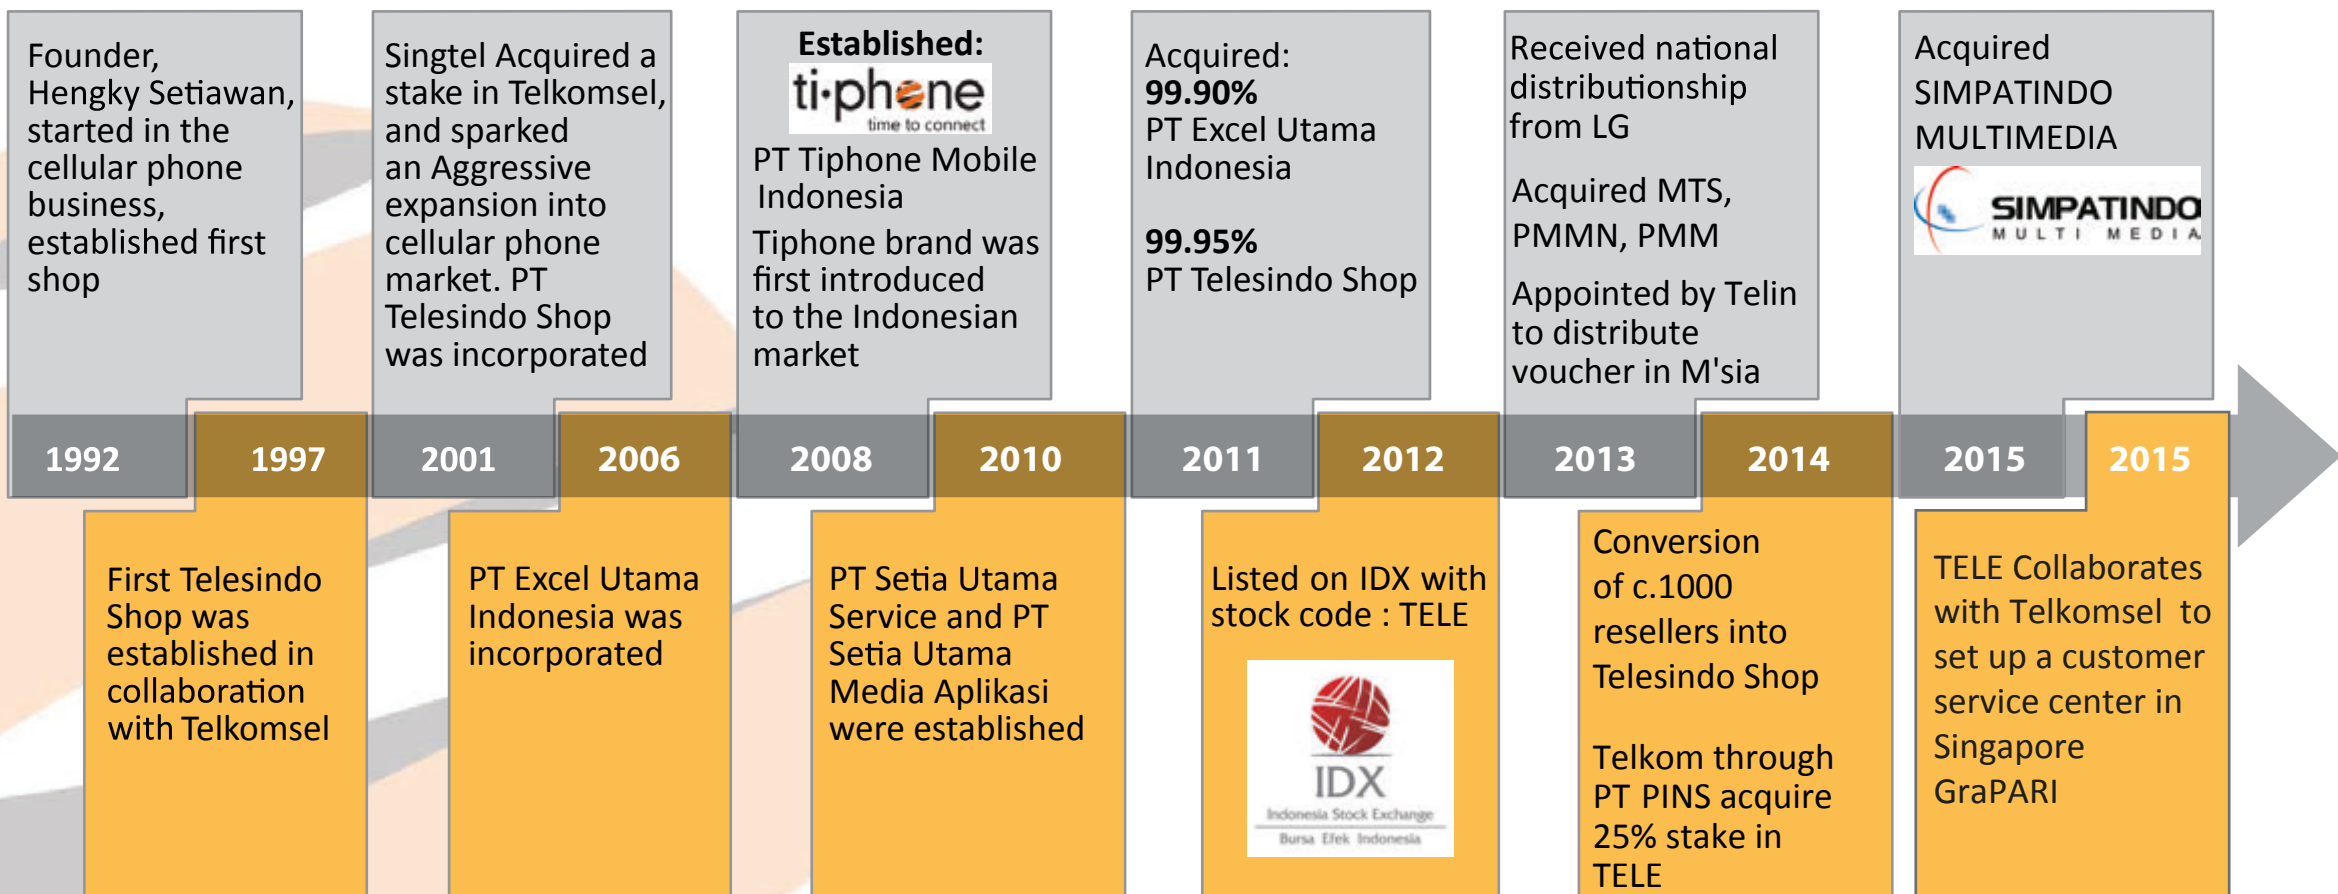 Founder,
Hengky Setiawan,
started in the
cellular phone
business,
established first
shop
Singtel Acquired a
stake in Telkomsel,
and sparked
an Aggressive
expansion into
cellular phone
market. PT
Telesindo Shop
was incorporated
Established:
ti·phone
time to connect
PT Tiphone Mobile
Indonesia
Tiphone brand was
first introduced
to the Indonesian
market
Acquired:
99.90%
PT Excel Utama
Indonesia
99.95%
PT Telesindo Shop
Received national
distributionship
from LG
Acquired MTS,
PMMN, PMM
Appointed by Telin
to distribute
voucher in M'sia
Acquired
SIMPATINDO
MULTIMEDIA
SIMPATINDO
MULTI MEDIA
1992 1997 2001 2006 2008 2010 2011 2012 2013 2014 2015 2015
First Telesindo
Shop was
established in
collaboration
with Telkomsel
PT Excel Utama
Indonesia was
incorporated
PT Setia Utama
Service and PT
Setia Utama
Media Aplikasi
were established
Listed on IDX with
stock code : TELE
IDX
Indonesia Stock Exchange
Bursa Efek Indonesia
Conversion
of c.1000
resellers into
Telesindo Shop
Telkom through
PT PINS acquire
25% stake in
TELE
TELE Collaborates
with Telkomsel to
set up a customer
service center in
Singapore
GraPARI